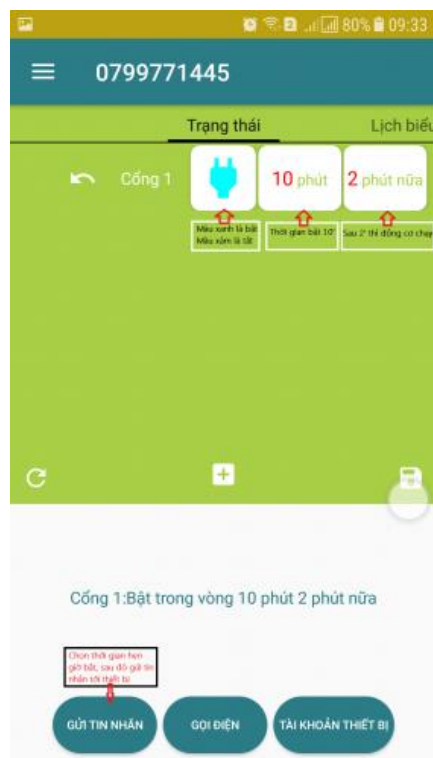 80% 09:33
0799771445
Trạng thái Lịch biểu
Cổng 1 10 phút 2 phút nữa
Màu xanh là bật
Màu xám là tắt
Thời gian bật 10'
Sau 2' thì động cơ chạy
Cổng 1:Bật trong vòng 10 phút 2 phút nữa
Chọn thời gian hẹn
giờ bật, sau đó gửi tin
nhắn tới thiết bị
GỬI TIN NHẮN GỌI ĐIỆN TÀI KHOẢN THIẾT BỊ